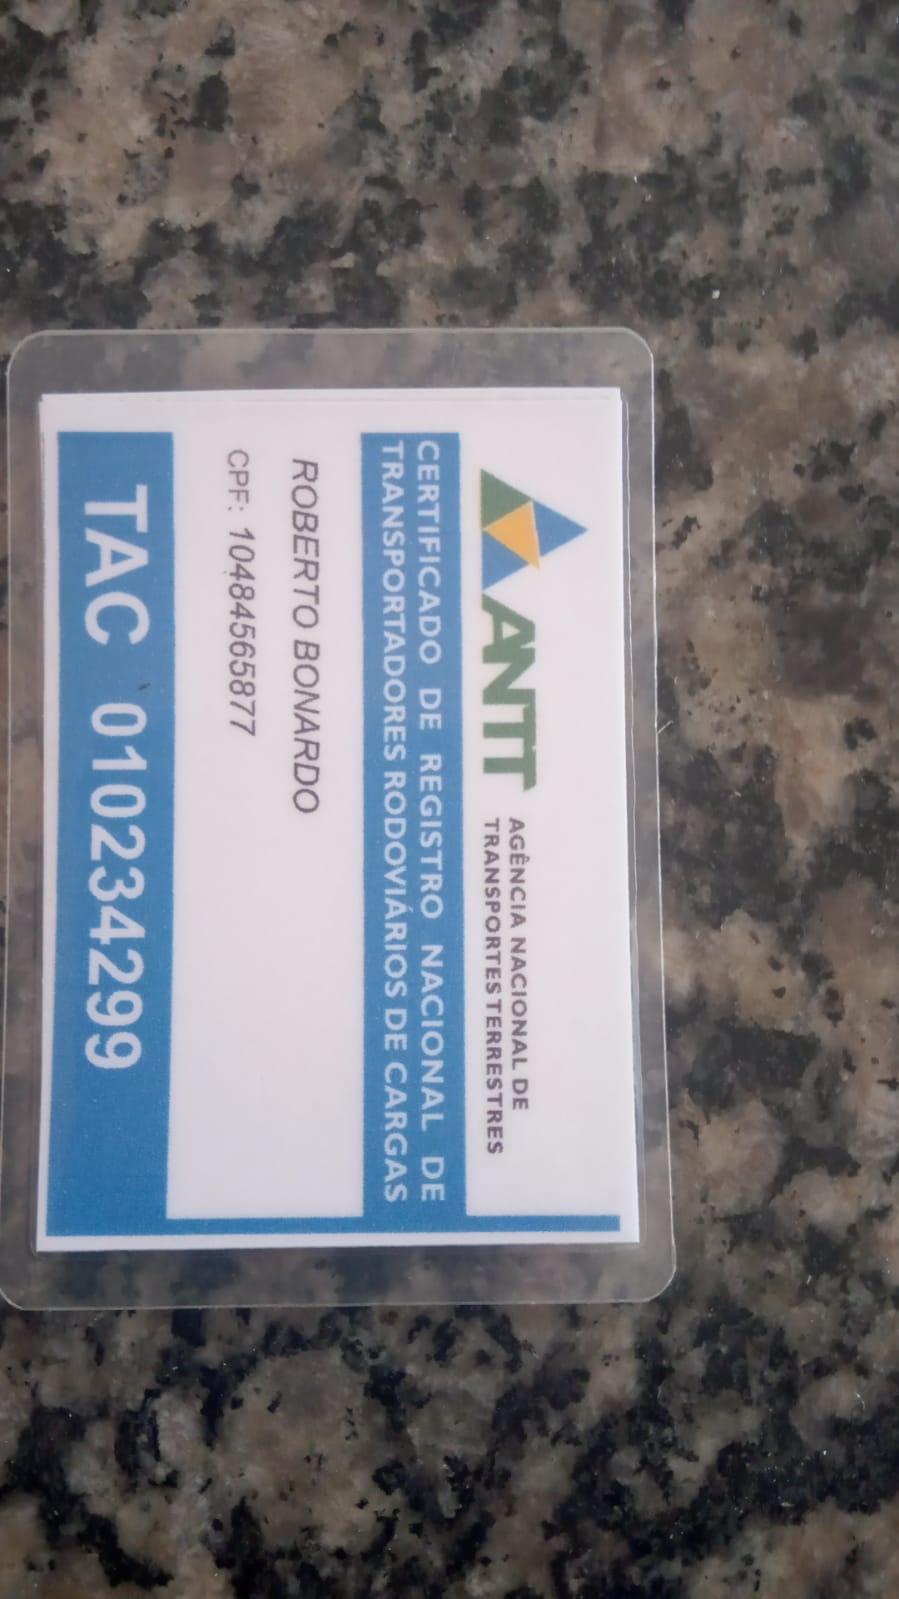 ANTT
AGÊNCIA NACIONAL DE
TRANSPORTES TERRESTRES
CERTIFICADO DE REGISTRO NACIONAL DE
TRANSPORTADORES RODOVIÁRIOS DE CARGAS
ROBERTO BONARDO
CPF: 10484565877
TAC 010234299